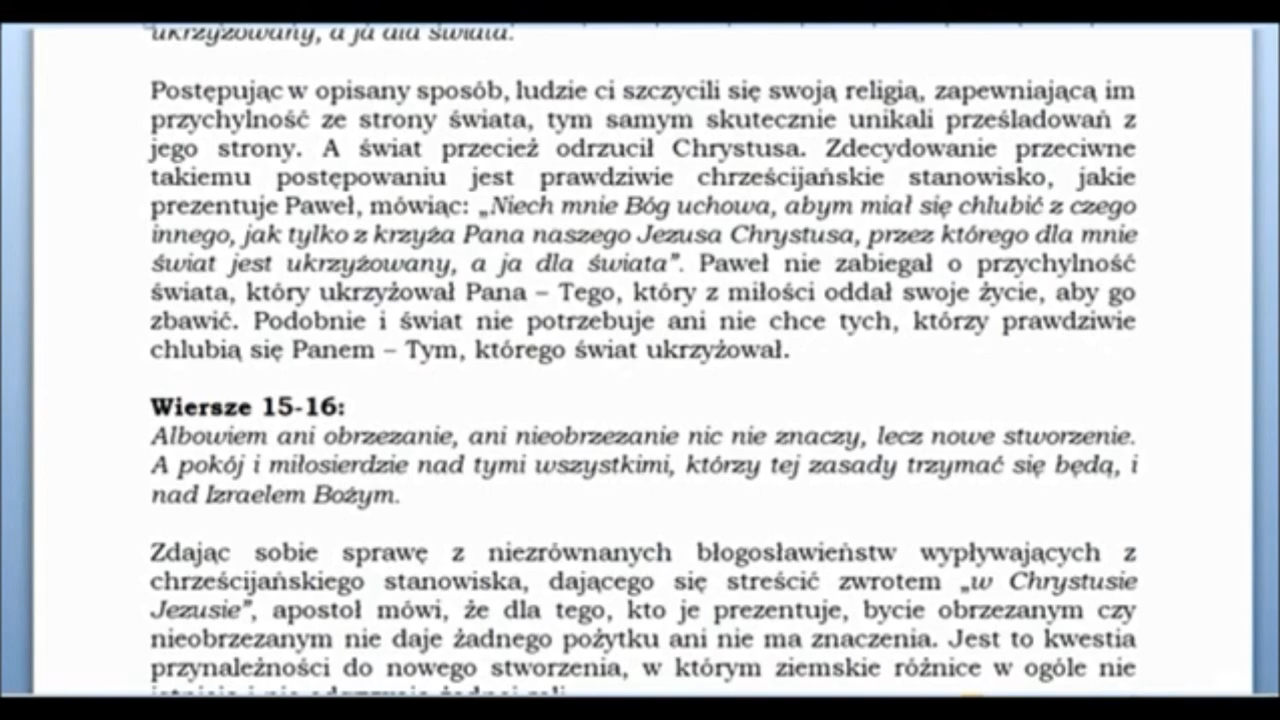 ukrzyżowany, a ja dla świata.
Postępując w opisany sposób, ludzie ci szczycili się swoją religią, zapewniającą im
przychylność ze strony świata, tym samym skutecznie unikali prześladowań z
jego strony. A świat przecież odrzucił Chrystusa. Zdecydowanie przeciwne
takiemu postępowaniu jest prawdziwie chrześcijańskie stanowisko, jakie
prezentuje Paweł, mówiąc: „Niech mnie Bóg uchowa, abym miał się chlubić z czego
innego, jak tylko z krzyża Pana naszego Jezusa Chrystusa, przez którego dla mnie
świat jest ukrzyżowany, a ja dla świata”. Paweł nie zabiegał o przychylność
świata, który ukrzyżował Pana – Tego, który z miłości oddał swoje życie, aby go
zbawić. Podobnie i świat nie potrzebuje ani nie chce tych, którzy prawdziwie
chlubią się Panem – Tym, którego świat ukrzyżował.
Wiersze 15-16:
Albowiem ani obrzezanie, ani nieobrzezanie nic nie znaczy, lecz nowe stworzenie.
A pokój i miłosierdzie nad tymi wszystkimi, którzy tej zasady trzymać się będą, i
nad Izraelem Bożym.
Zdając sobie sprawę z niezrównanych błogosławieństw wypływających z
chrześcijańskiego stanowiska, dającego się streścić zwrotem „w Chrystusie
Jezusie”, apostoł mówi, że dla tego, kto je prezentuje, bycie obrzezanym czy
nieobrzezanym nie daje żadnego pożytku ani nie ma znaczenia. Jest to kwestia
przynależności do nowego stworzenia, w którym ziemskie różnice w ogóle nie